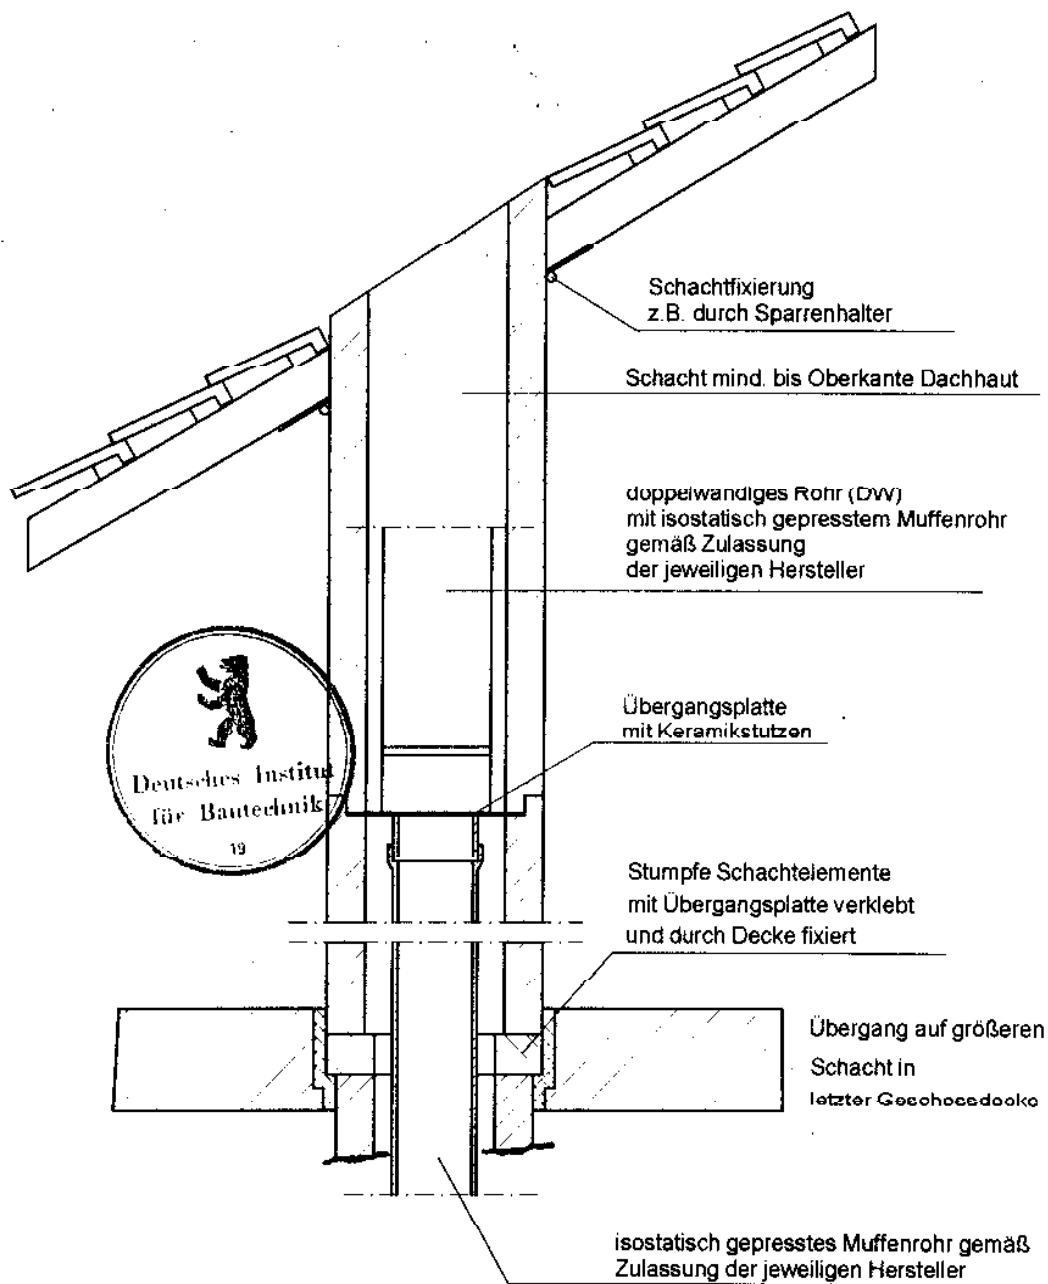 Schachtfixierung
z.B. durch Sparrenhalter
Schacht mind. bis Oberkante Dachhaut
doppelwandiges Rohr (DW)
mit isostatisch gepresstem Muffenrohr
gemäß Zulassung
der jeweiligen Hersteller
Übergangsplatte
mit Keramikstutzen
Deutsches Institut
für Bautechnik
19
Stumpfe Schachtelemente
mit Übergangsplatte verklebt
und durch Decke fixiert
Übergang auf größeren
Schacht in
letzter Geschossdecke
isostatisch gepresstes Muffenrohr gemäß
Zulassung der jeweiligen Hersteller